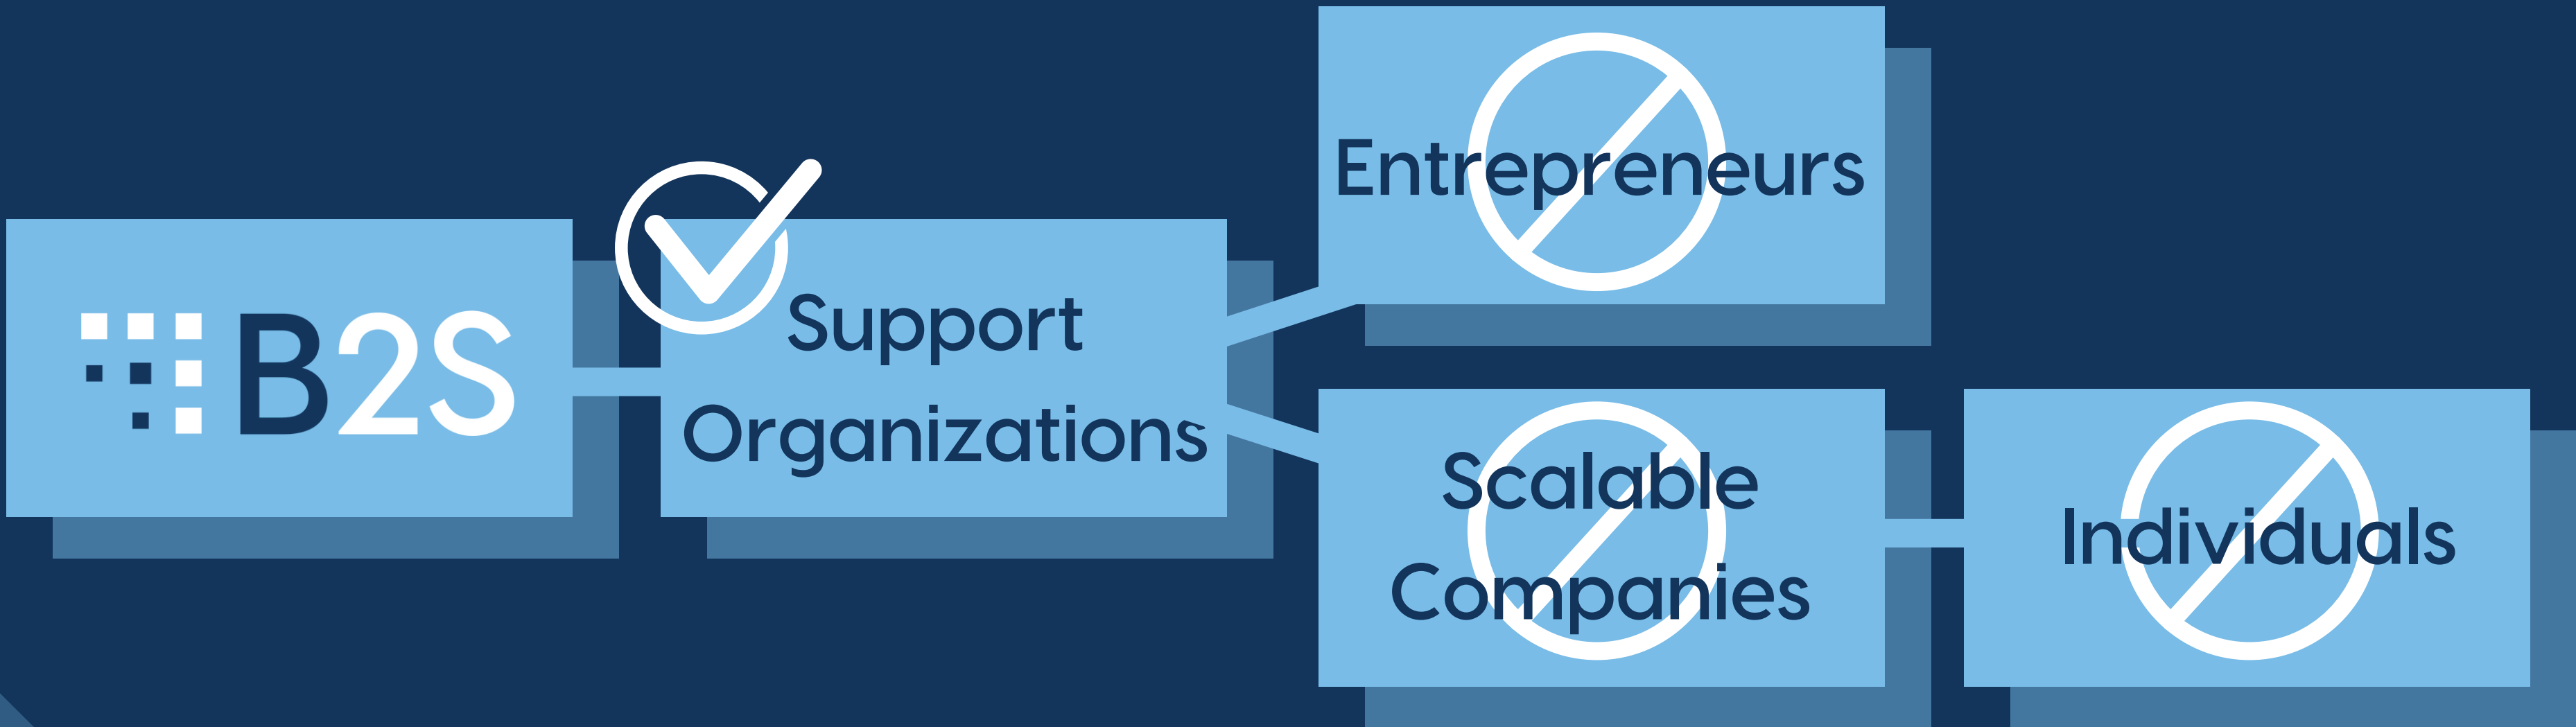 B2S
Support
Organizations
Entrepreneurs
Scalable
Companies
Individuals